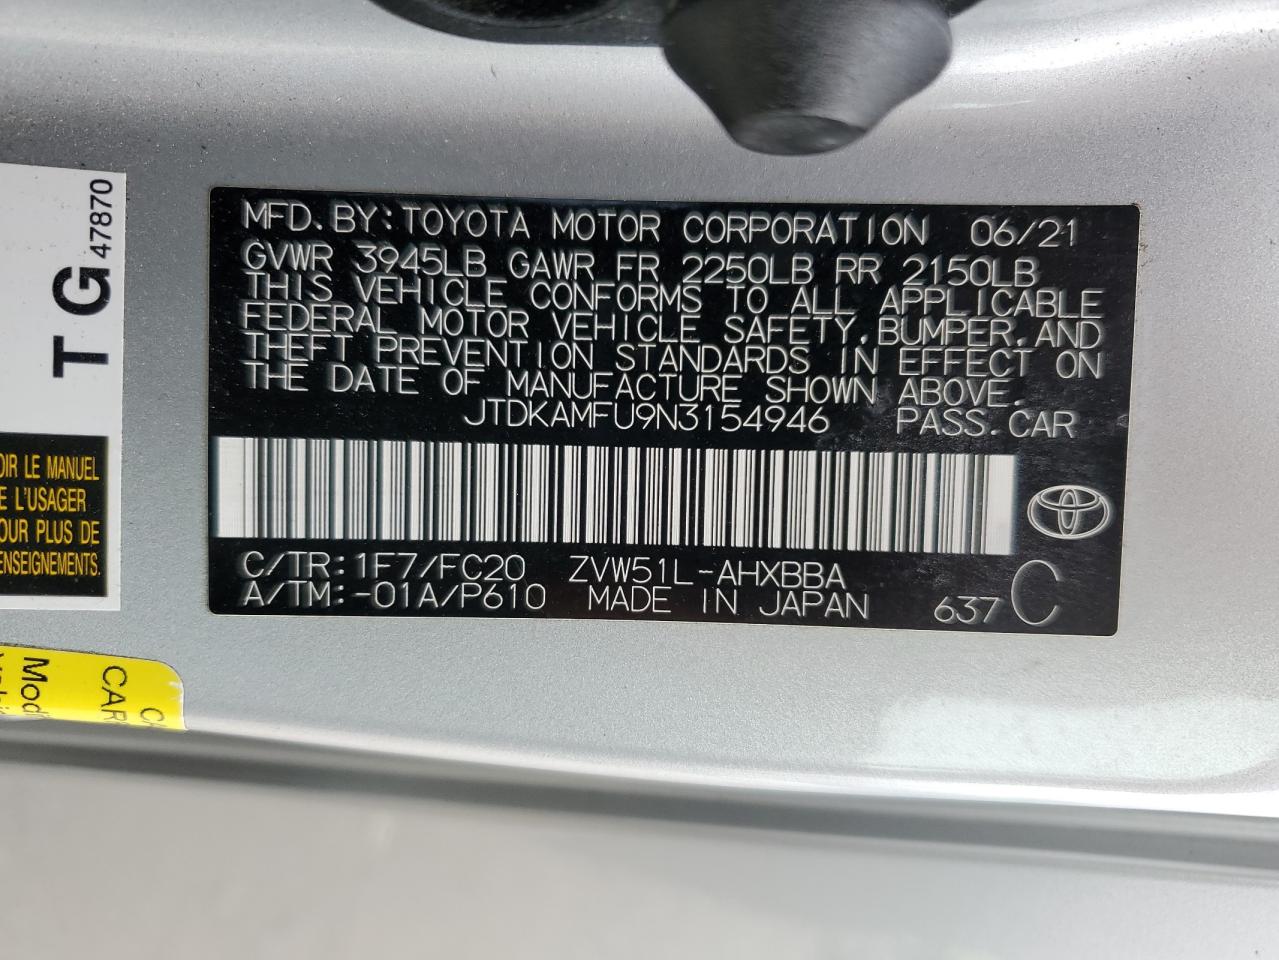 MFD.BY:TOYOTA MOTOR CORPORATION 06/21
GVWR 3945LB GAWR FR 2250LB RR 2150LB
THIS VEHICLE CONFORMS TO ALL APPLICABLE
FEDERAL MOTOR VEHICLE SAFETY,BUMPER,AND
THEFT PREVENTION STANDARDS IN EFFECT ON
THE DATE OF MANUFACTURE SHOWN ABOVE.
JTDKAMFU9N3154946 PASS.CAR
C/TR:1F7/FC20 ZVW51L-AHXBBA
A/TM:-01A/P610 MADE IN JAPAN 637 C
TG 47870
OIR LE MANUEL
E L'USAGER
OUR PLUS DE
ENSEIGNEMENTS.
CAR
Mod